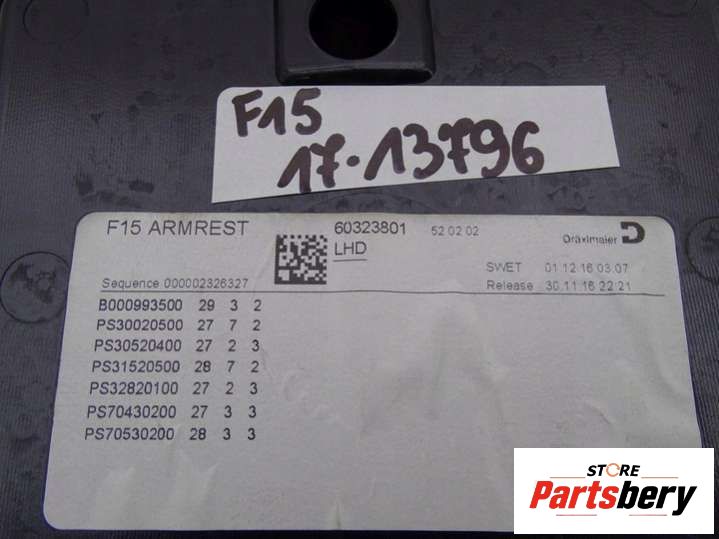 F15
17-13796
F15 ARMREST 60323801 52 02 02
LHD Dräxlmaier D
SWET 01.12.16 03:07
Sequence 000002326327 Release 30.11.16 22:21
B000993500 29 3 2
PS30020500 27 7 2
PS30520400 27 2 3
PS31520500 28 7 2
PS32820100 27 2 3
PS70430200 27 3 3
PS70530200 28 3 3
STORE
Partsbery